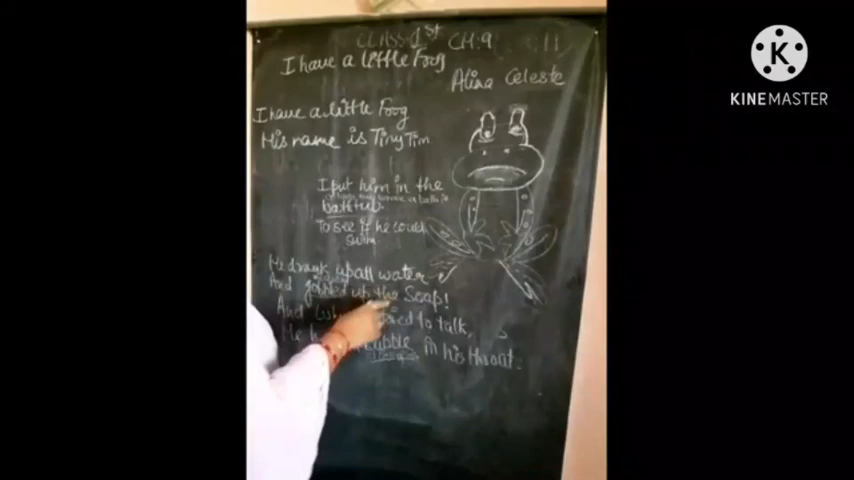 CLASS-1st CH:9 11
I have a little Frog
Alina Celeste
I have a little Frog
His name is Tiny Tim
I put him in the
bathtub.
To see if he could
swim
He drank up all water
And gobbled up the Soap!
And to talk,
He bubble in his throat.
K
KINEMASTER